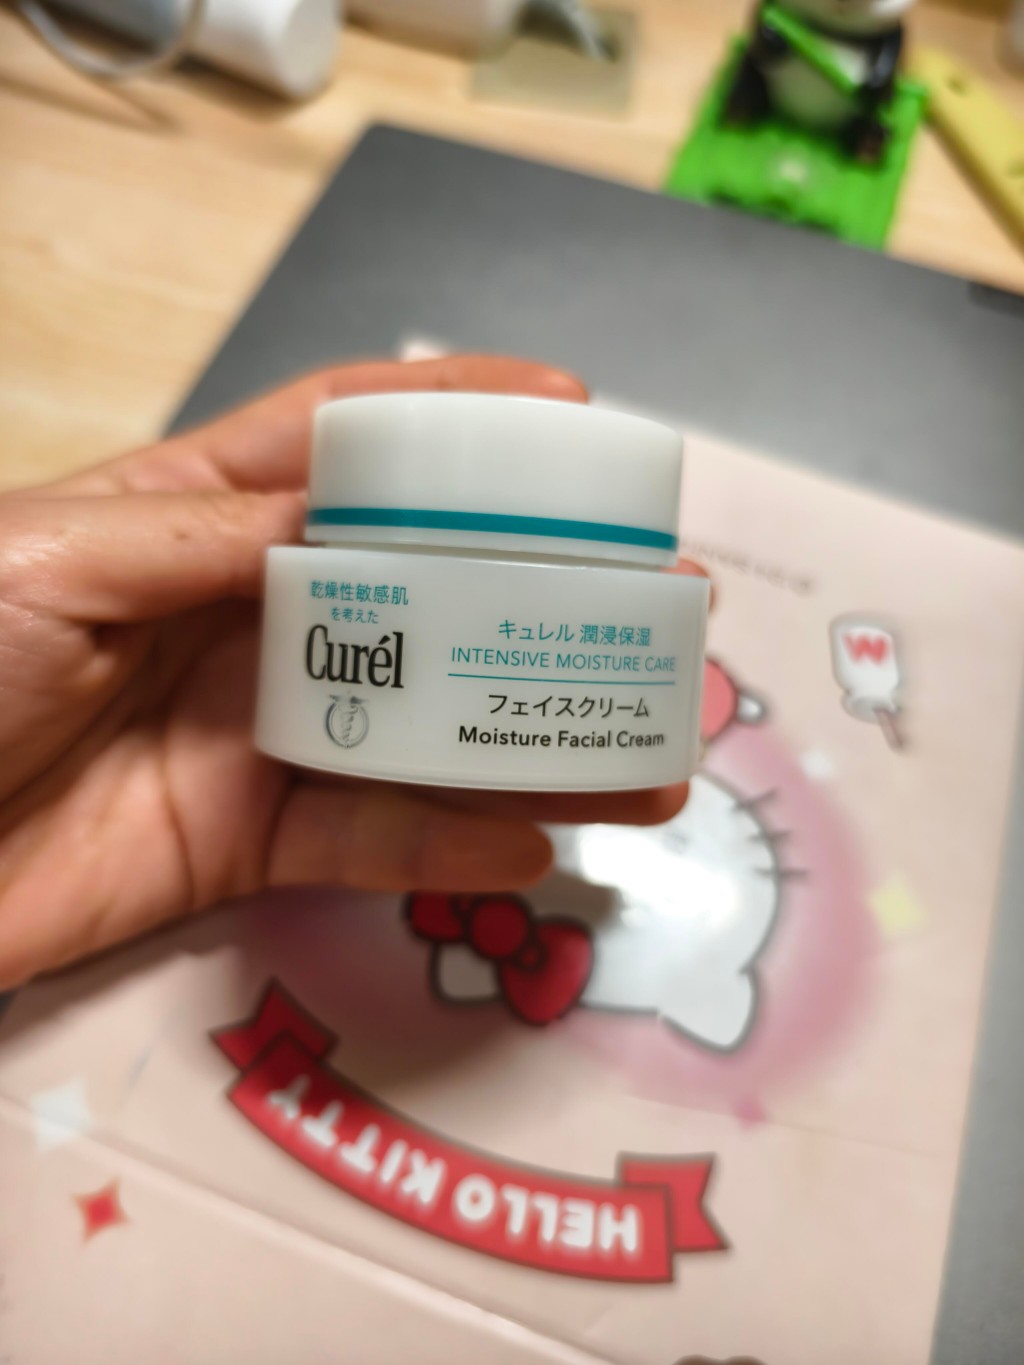 乾燥性敏感肌
を考えた
Curél
キュレル 潤浸保湿
INTENSIVE MOISTURE CARE
フェイスクリーム
Moisture Facial Cream
W
HELLO KITTY